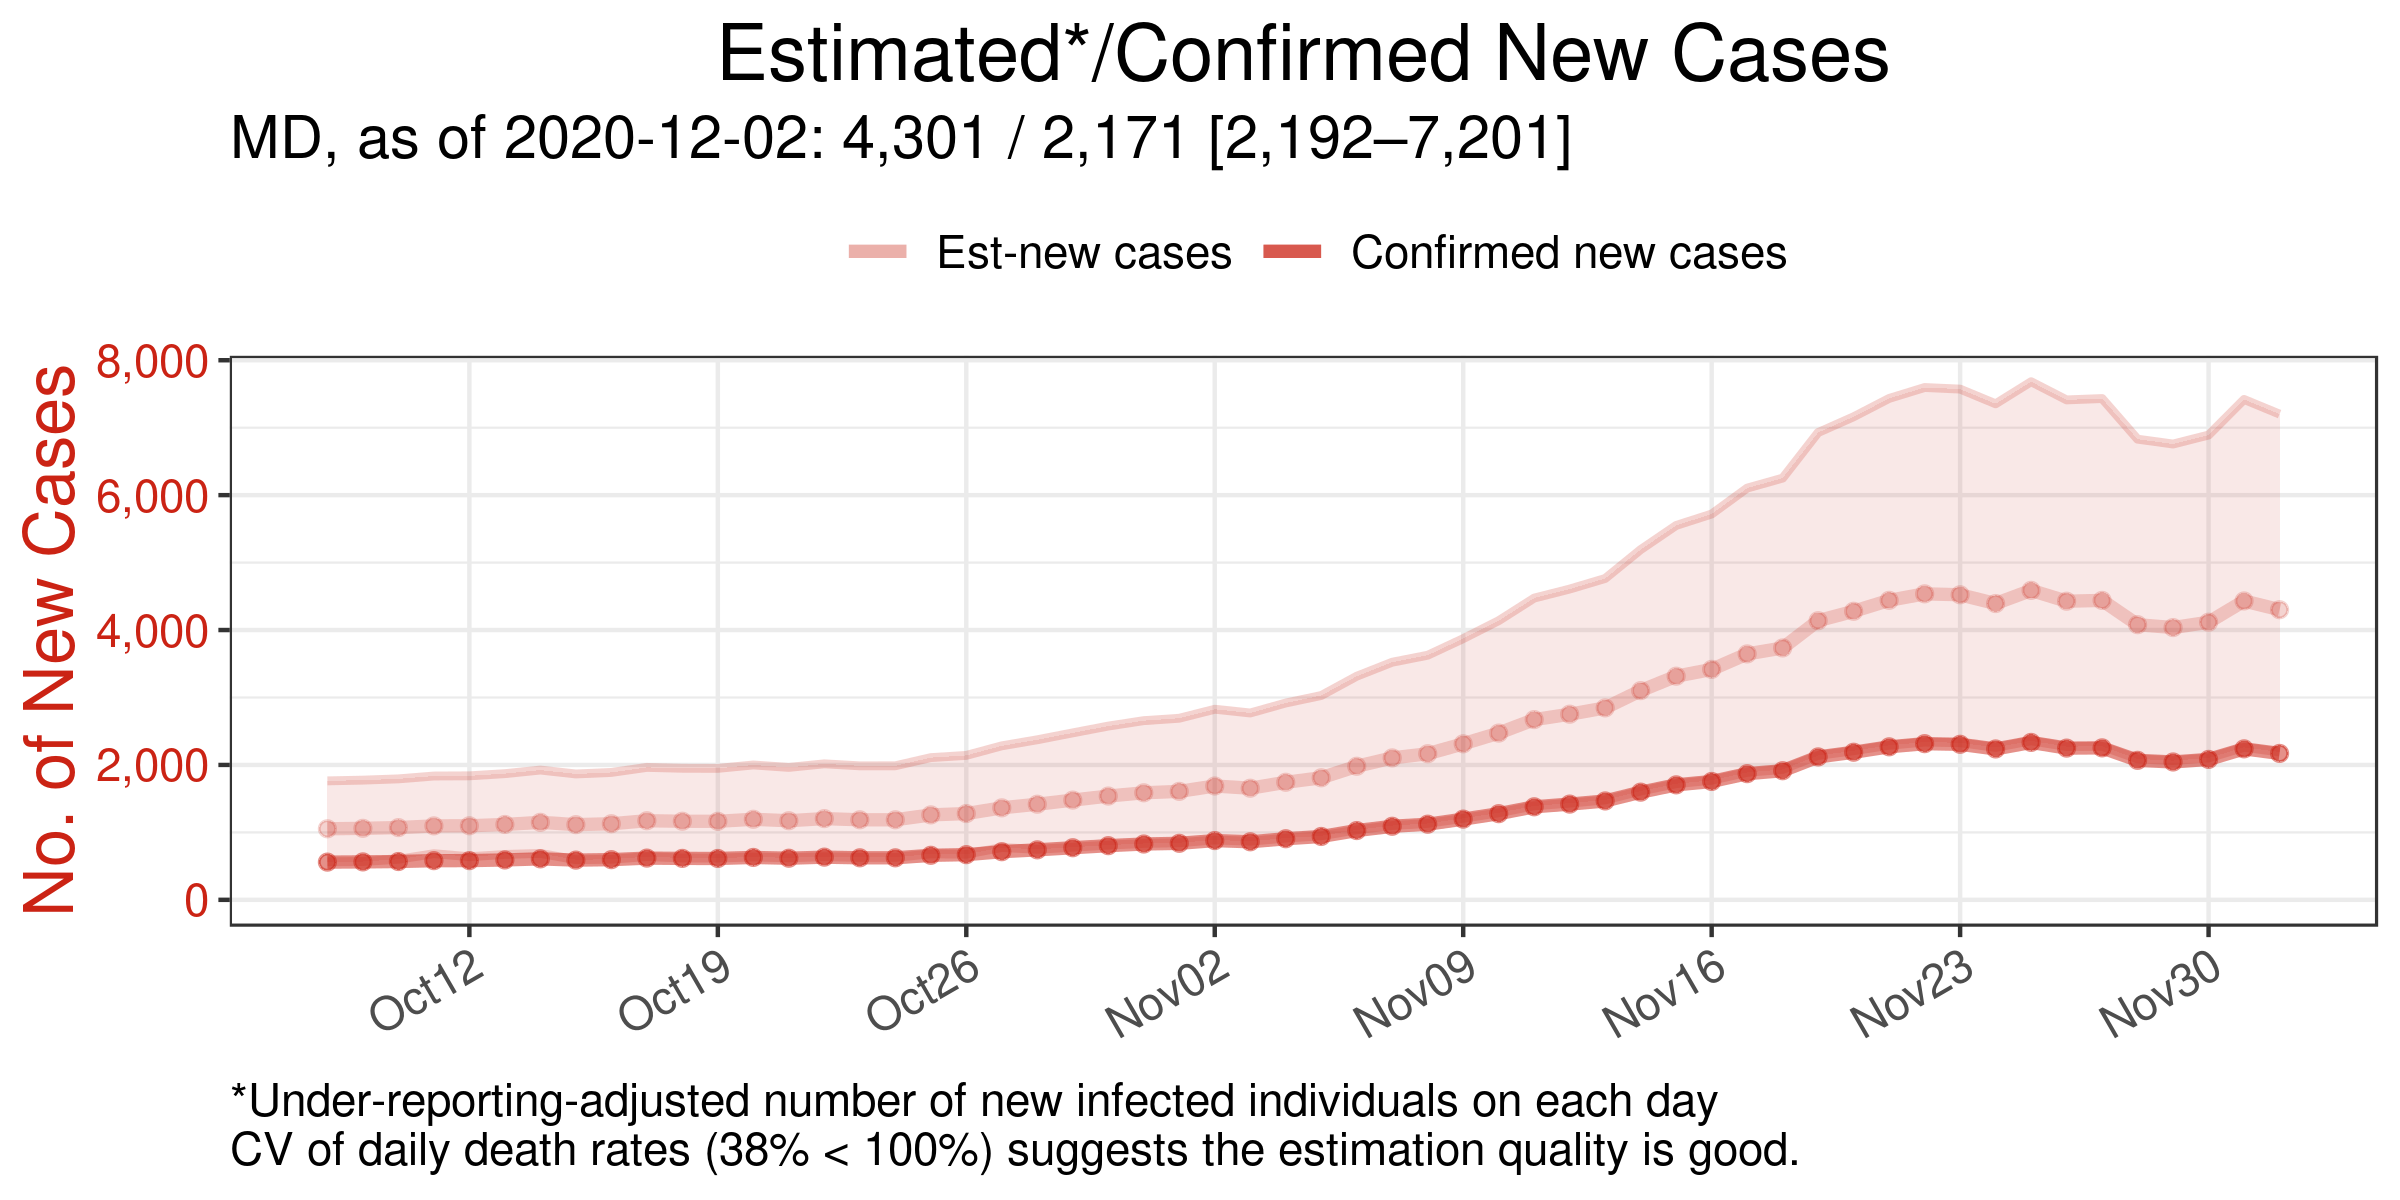 Estimated*/Confirmed New Cases
MD, as of 2020-12-02: 4,301 / 2,171 [2,192–7,201]
Est-new cases
Confirmed new cases
No. of New Cases
8,000
6,000
4,000
2,000
0
Oct12
Oct19
Oct26
Nov02
Nov09
Nov16
Nov23
Nov30
*Under-reporting-adjusted number of new infected individuals on each day
CV of daily death rates (38% < 100%) suggests the estimation quality is good.